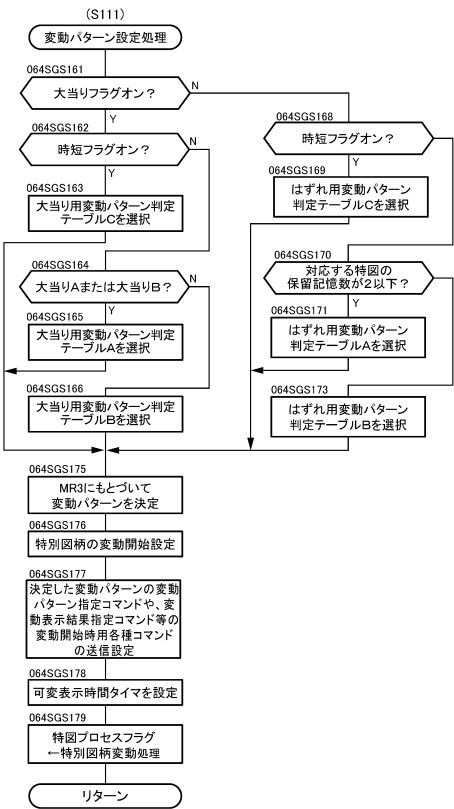 (S111)
変動パターン設定処理
064SGS161
大当りフラグオン？
N
Y
064SGS162
時短フラグオン？
N
Y
064SGS163
大当り用変動パターン判定
テーブルCを選択
064SGS164
大当りAまたは大当りB？
N
Y
064SGS165
大当り用変動パターン判定
テーブルAを選択
064SGS166
大当り用変動パターン判定
テーブルBを選択
064SGS168
時短フラグオン？
Y
064SGS169
はずれ用変動パターン
判定テーブルCを選択
064SGS170
対応する特図の
保留記憶数が2以下？
Y
064SGS171
はずれ用変動パターン
判定テーブルAを選択
064SGS173
はずれ用変動パターン
判定テーブルBを選択
064SGS175
MR3にもとづいて
変動パターンを決定
064SGS176
特別図柄の変動開始設定
064SGS177
決定した変動パターンの変動
パターン指定コマンドや、変
動表示結果指定コマンド等の
変動開始時用各種コマンド
の送信設定
064SGS178
可変表示時間タイマを設定
064SGS179
特図プロセスフラグ
←特別図柄変動処理
リターン